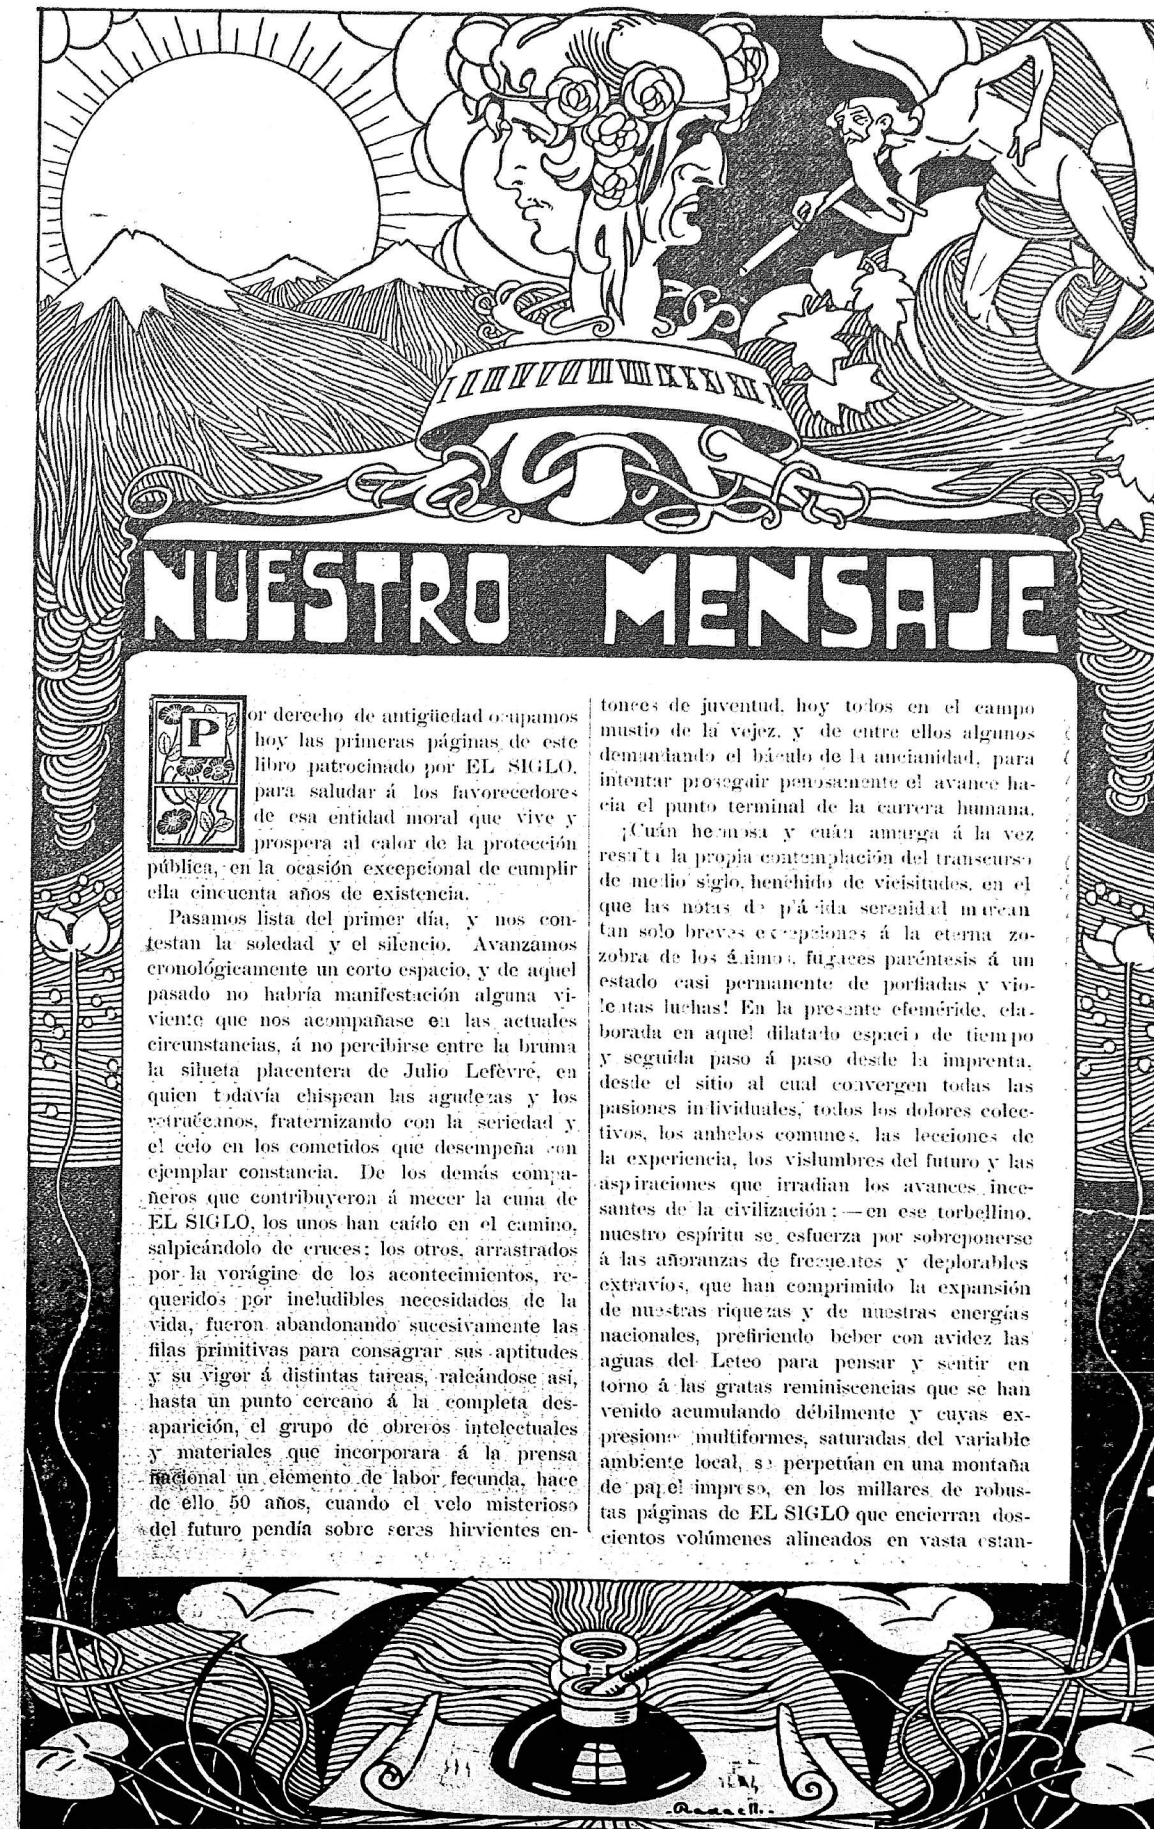 I II III IV V VI VII VIII IX X XI XII I
NUESTRO MENSAJE
Por derecho de antigüedad ocupamos
hoy las primeras páginas de este
libro patrocinado por EL SIGLO,
para saludar á los favorecedores
de esa entidad moral que vive y
prospera al calor de la protección
pública, en la ocasión excepcional de cumplir
ella cincuenta años de existencia.
Pasamos lista del primer día, y nos con-
testan la soledad y el silencio. Avanzamos
cronológicamente un corto espacio, y de aquel
pasado no habría manifestación alguna vi-
viente que nos acompañase en las actuales
circunstancias, á no percibirse entre la bruma
la silueta placentera de Julio Lefèvré, en
quien todavía chispean las agudezas y los
retruécanos, fraternizando con la seriedad y
el celo en los cometidos que desempeña con
ejemplar constancia. De los demás compa-
ñeros que contribuyeron á mecer la cuna de
EL SIGLO, los unos han caído en el camino,
salpicándolo de cruces; los otros, arrastrados
por la vorágine de los acontecimientos, re-
queridos por ineludibles necesidades de la
vida, fueron abandonando sucesivamente las
filas primitivas para consagrar sus aptitudes
y su vigor á distintas tareas, raleándose así,
hasta un punto cercano á la completa des-
aparición, el grupo de obreros intelectuales
y materiales que incorporara á la prensa
nacional un elemento de labor fecunda, hace
de ello 50 años, cuando el velo misterioso
del futuro pendía sobre seres hirvientes en-
tonces de juventud, hoy todos en el campo
mustio de la vejez, y de entre ellos algunos
demandando el báculo de la ancianidad, para
intentar proseguir penosamente el avance ha-
cia el punto terminal de la carrera humana.
¡Cuán hermosa y cuán amarga á la vez
resulta la propia contemplación del transcurso
de medio siglo, henchido de vicisitudes, en el
que las notas de plácida serenidad marcan
tan solo breves excepciones á la eterna zo-
zobra de los ánimos, fugaces paréntesis á un
estado casi permanente de porfiadas y vio-
lentas luchas! En la presente efeméride, ela-
borada en aquel dilatado espacio de tiempo
y seguida paso á paso desde la imprenta,
desde el sitio al cual convergen todas las
pasiones individuales, todos los dolores colec-
tivos, los anhelos comunes, las lecciones de
la experiencia, los vislumbres del futuro y las
aspiraciones que irradian los avances ince-
santes de la civilización; — en ese torbellino,
nuestro espíritu se esfuerza por sobreponerse
á las añoranzas de frecuentes y deplorables
extravíos, que han comprimido la expansión
de nuestras riquezas y de nuestras energías
nacionales, prefiriendo beber con avidez las
aguas del Leteo para pensar y sentir en
torno á las gratas reminiscencias que se han
venido acumulando débilmente y cuyas ex-
presiones multiformes, saturadas del variable
ambiente local, se perpetúan en una montaña
de papel impreso, en los millares de robus-
tas páginas de EL SIGLO que encierran dos-
cientos volúmenes alineados en vasta estan-